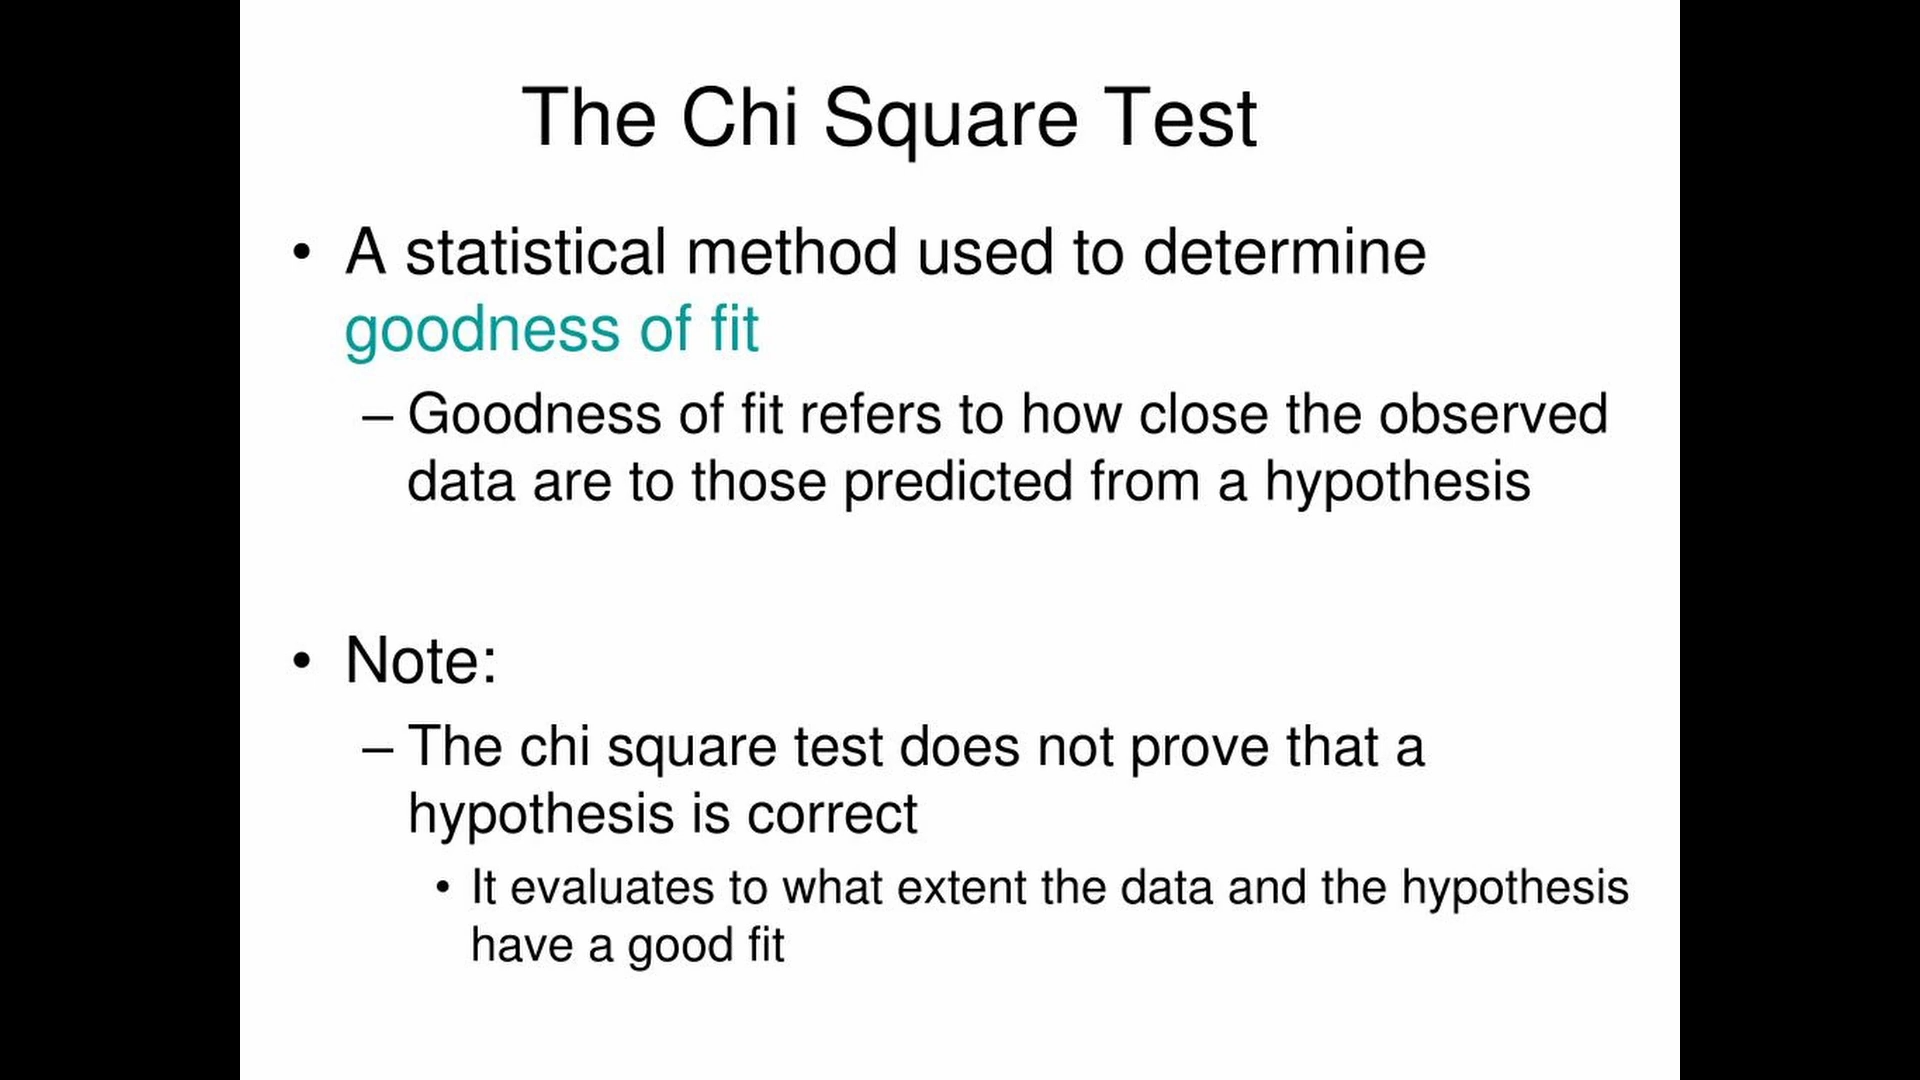 The Chi Square Test
• A statistical method used to determine
goodness of fit
– Goodness of fit refers to how close the observed
data are to those predicted from a hypothesis
• Note:
– The chi square test does not prove that a
hypothesis is correct
• It evaluates to what extent the data and the hypothesis
have a good fit